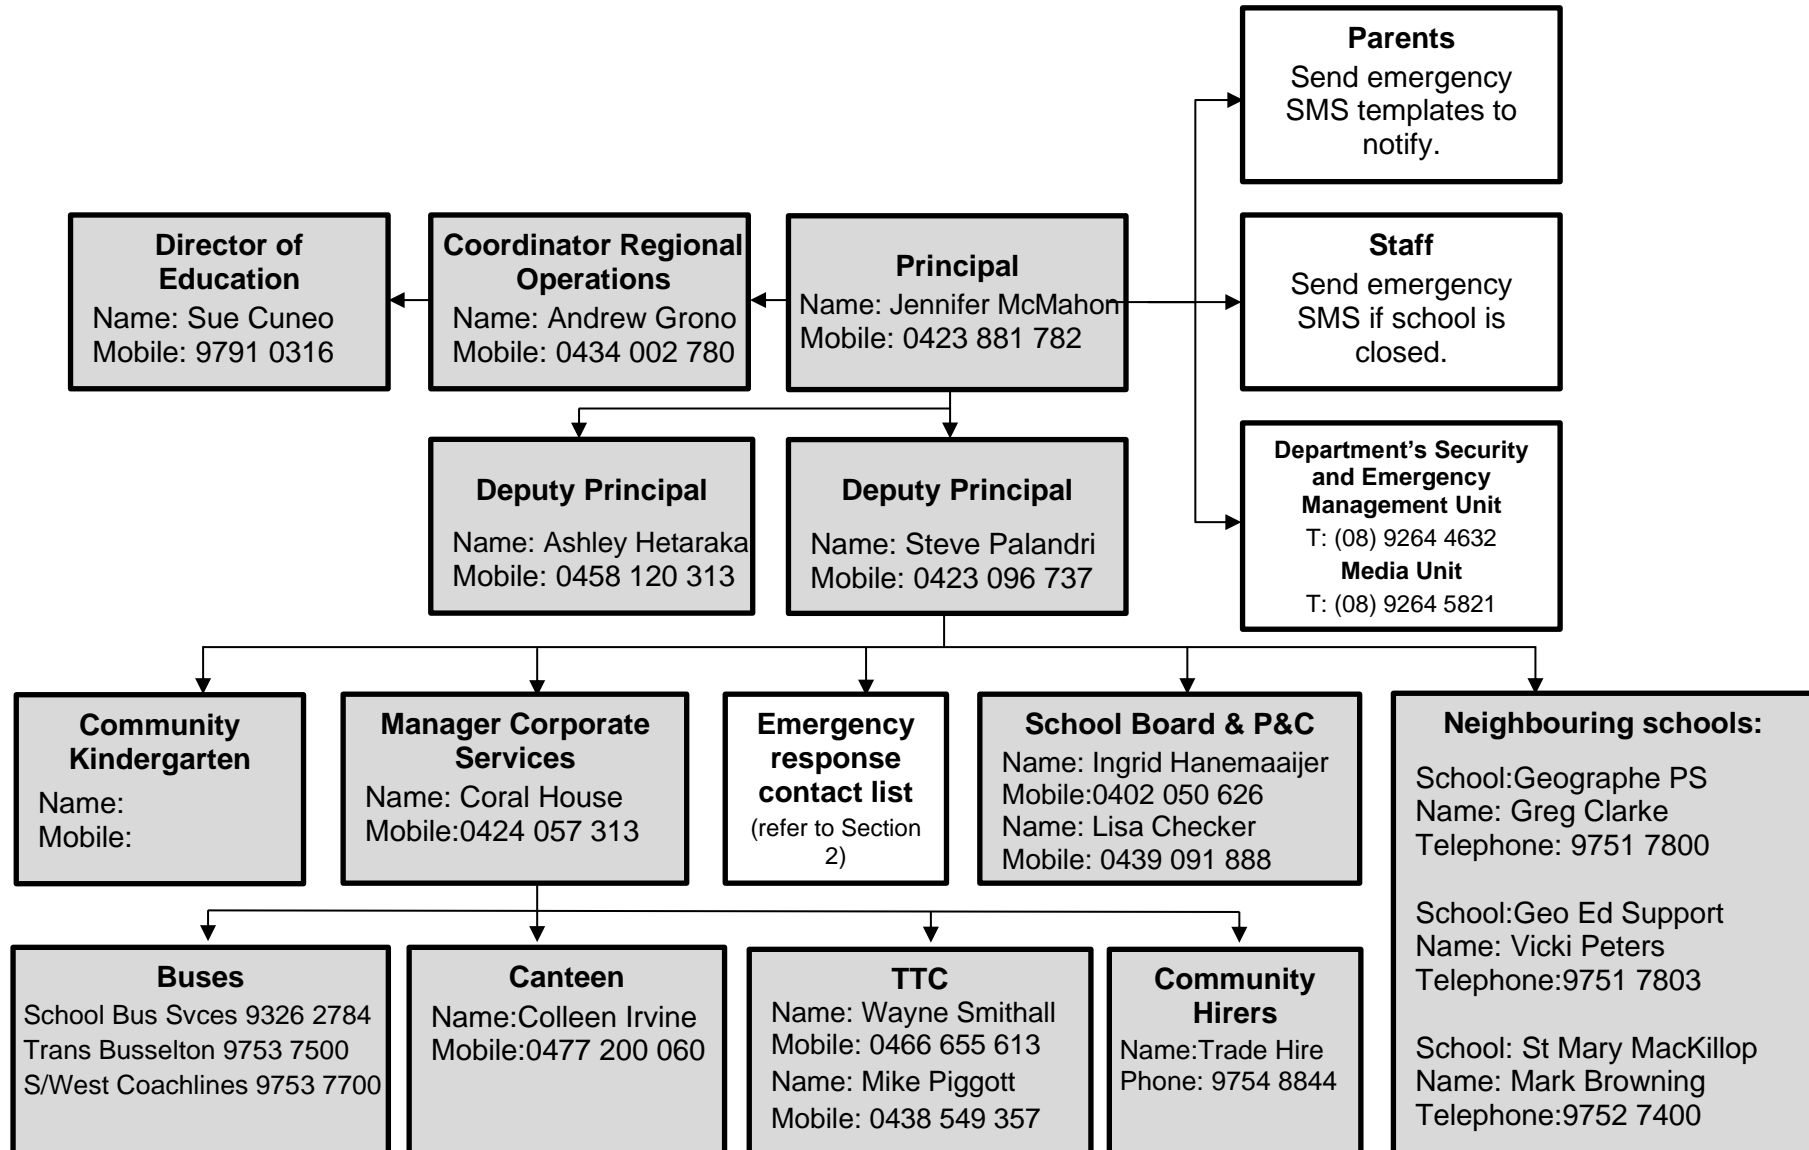 Parents
Send emergency
SMS templates to
notify.
Director of
Education
Name: Sue Cuneo
Mobile: 9791 0316
Coordinator Regional
Operations
Name: Andrew Grono
Mobile: 0434 002 780
Principal
Name: Jennifer McMahon
Mobile: 0423 881 782
Staff
Send emergency
SMS if school is
closed.
Deputy Principal
Name: Ashley Hetaraka
Mobile: 0458 120 313
Deputy Principal
Name: Steve Palandri
Mobile: 0423 096 737
Department’s Security
and Emergency
Management Unit
T: (08) 9264 4632
Media Unit
T: (08) 9264 5821
Community
Kindergarten
Name:
Mobile:
Manager Corporate
Services
Name: Coral House
Mobile:0424 057 313
Emergency
response
contact list
(refer to Section
2)
School Board & P&C
Name: Ingrid Hanemaaijer
Mobile:0402 050 626
Name: Lisa Checker
Mobile: 0439 091 888
Neighbouring schools:
School:Geographe PS
Name: Greg Clarke
Telephone: 9751 7800
School:Geo Ed Support
Name: Vicki Peters
Telephone:9751 7803
School: St Mary MacKillop
Name: Mark Browning
Telephone:9752 7400
Buses
School Bus Svces 9326 2784
Trans Busselton 9753 7500
S/West Coachlines 9753 7700
Canteen
Name:Colleen Irvine
Mobile:0477 200 060
TTC
Name: Wayne Smithall
Mobile: 0466 655 613
Name: Mike Piggott
Mobile: 0438 549 357
Community
Hirers
Name:Trade Hire
Phone: 9754 8844